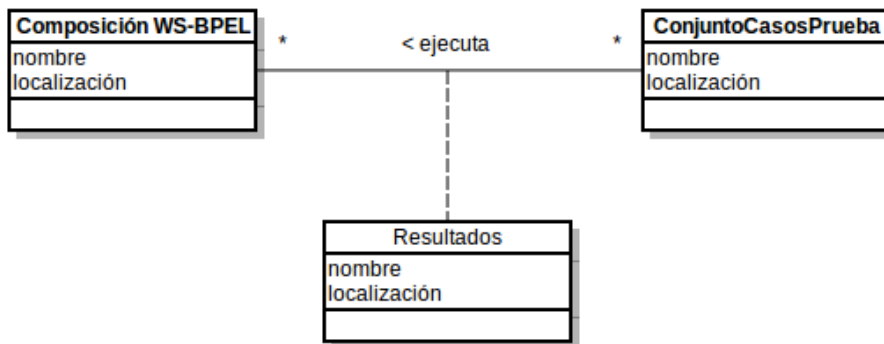 Composición WS-BPEL
nombre
localización
*
< ejecuta
*
ConjuntoCasosPrueba
nombre
localización
Resultados
nombre
localización